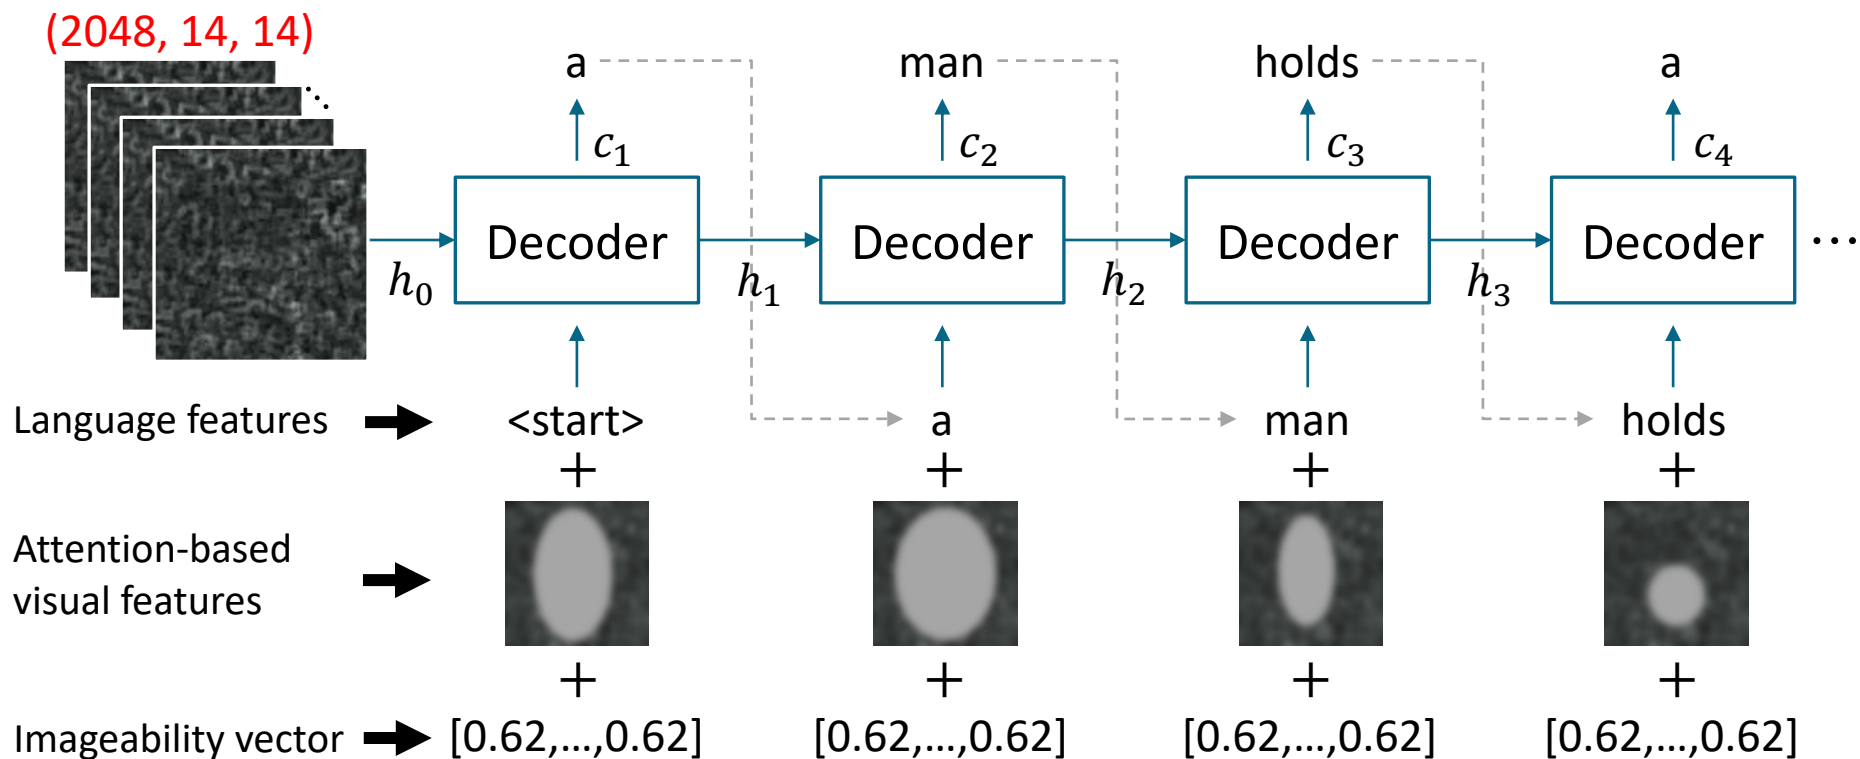 (2048, 14, 14)
a man holds a
c₁ c₂ c₃ c₄
Decoder Decoder Decoder Decoder ...
h₀ h₁ h₂ h₃
Language features <start> a man holds
+ + + +
Attention-based
visual features
+ + + +
Imageability vector [0.62,...,0.62] [0.62,...,0.62] [0.62,...,0.62] [0.62,...,0.62]